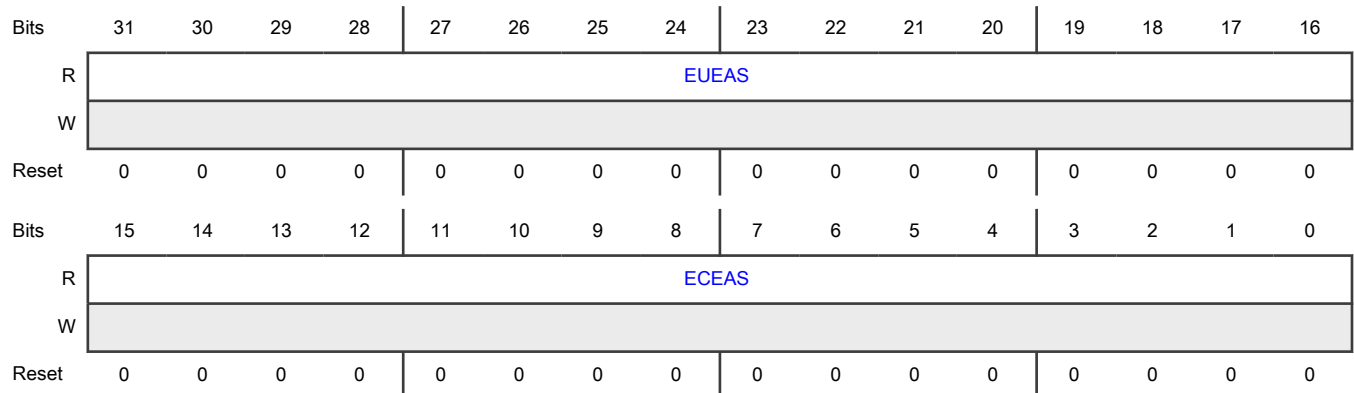 Bits 31 30 29 28 27 26 25 24 23 22 21 20 19 18 17 16
R EUEAS
W
Reset 0 0 0 0 0 0 0 0 0 0 0 0 0 0 0 0
Bits 15 14 13 12 11 10 9 8 7 6 5 4 3 2 1 0
R ECEAS
W
Reset 0 0 0 0 0 0 0 0 0 0 0 0 0 0 0 0